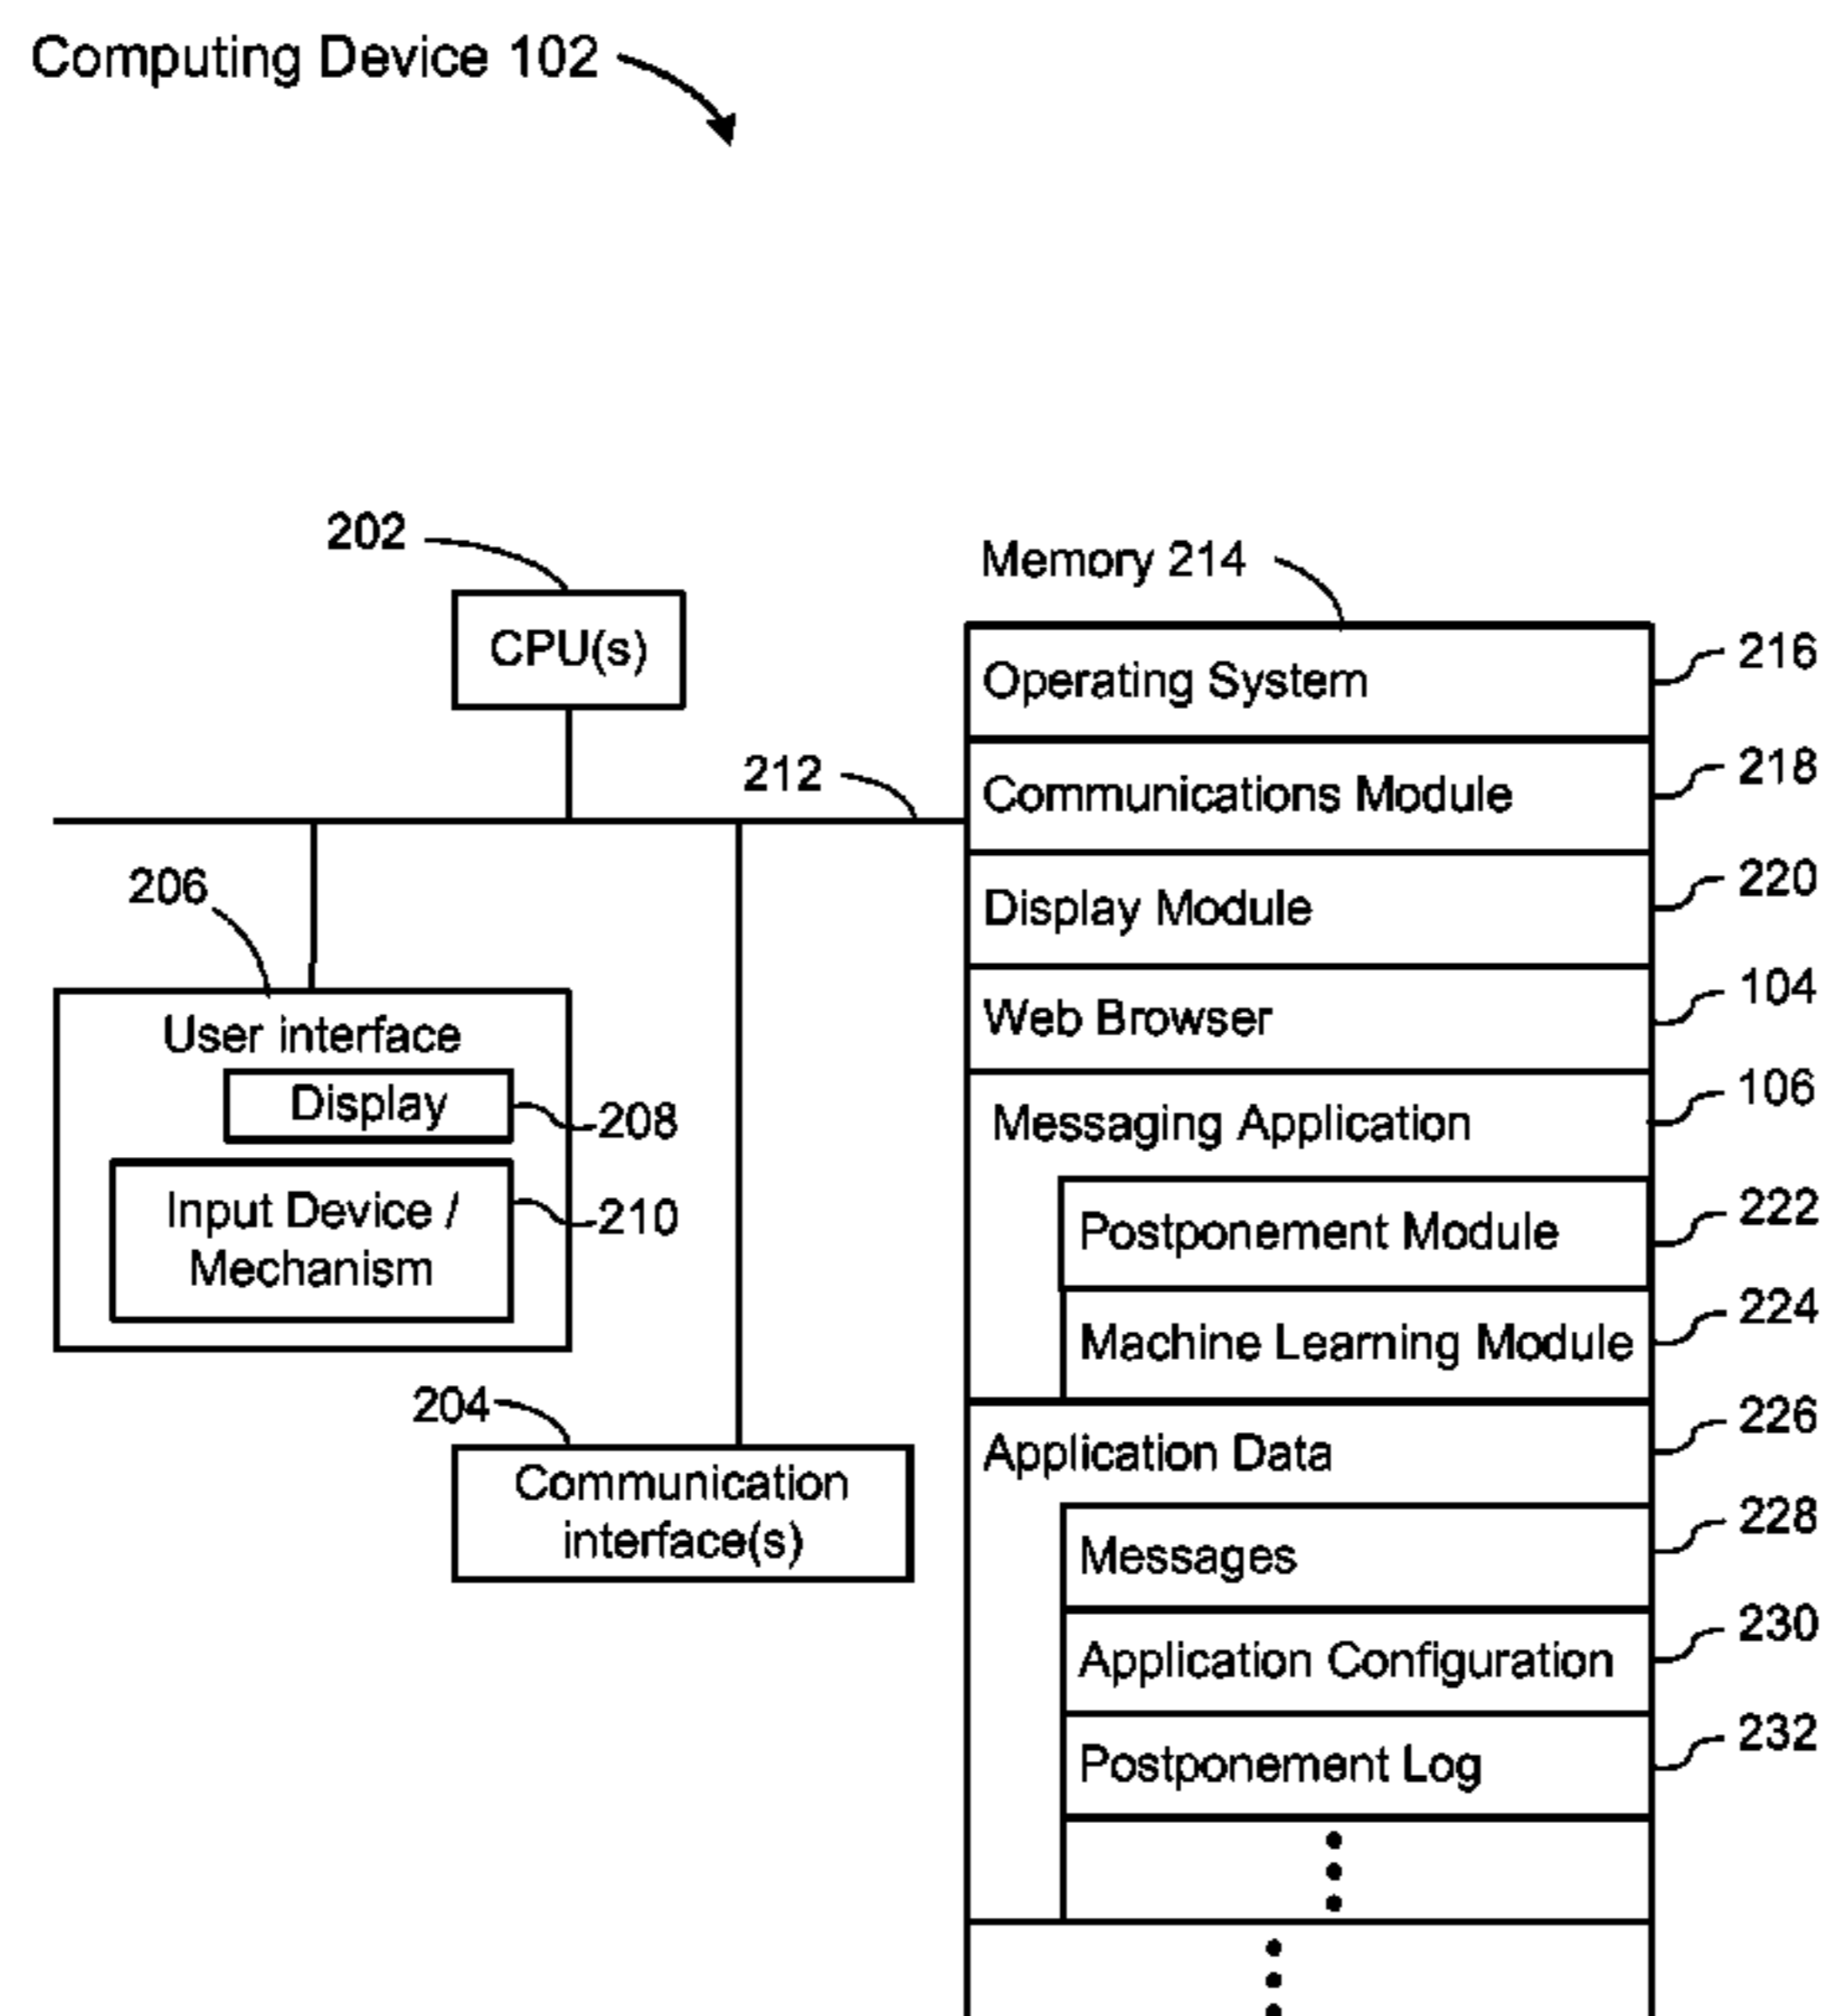 Computing Device 102
202
CPU(s)
212
206
User interface
Display
208
Input Device /
Mechanism
210
204
Communication
interface(s)
Memory 214
Operating System
216
Communications Module
218
Display Module
220
Web Browser
104
Messaging Application
106
Postponement Module
222
Machine Learning Module
224
Application Data
226
Messages
228
Application Configuration
230
Postponement Log
232